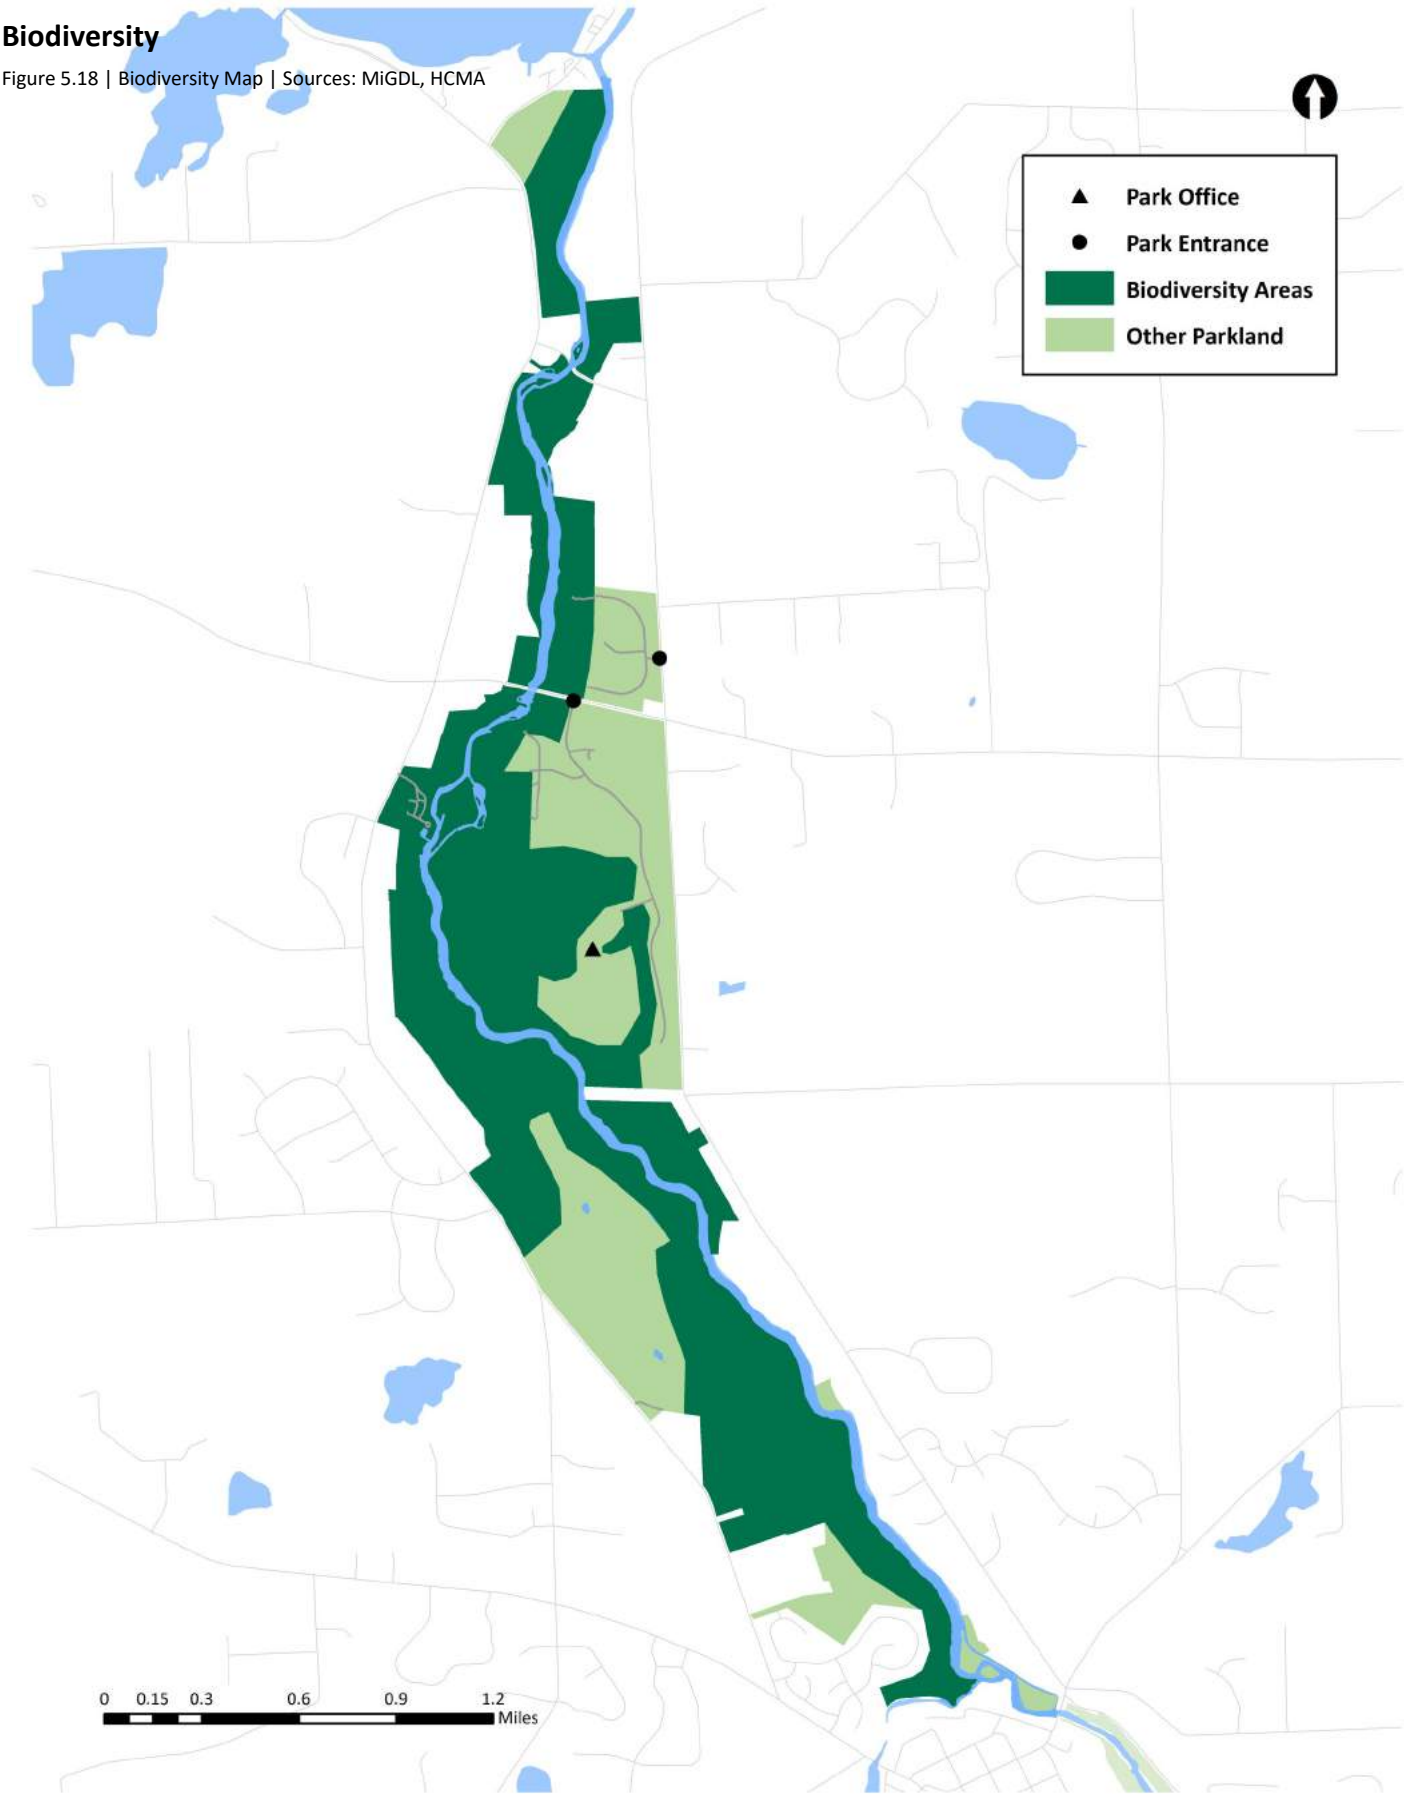 Biodiversity
Figure 5.18 | Biodiversity Map | Sources: MiGDL, HCMA
Park Office
Park Entrance
Biodiversity Areas
Other Parkland
0 0.15 0.3 0.6 0.9 1.2
Miles